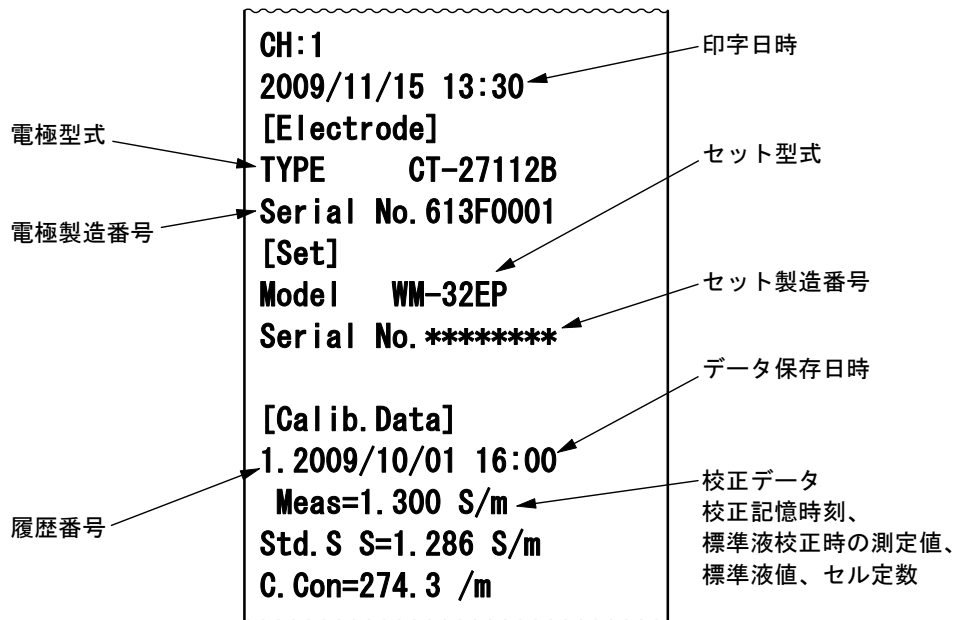 CH:1
2009/11/15 13:30
[Electrode]
TYPE CT-27112B
Serial No.613F0001
[Set]
Model WM-32EP
Serial No.********
[Calib.Data]
1.2009/10/01 16:00
Meas=1.300 S/m
Std.S S=1.286 S/m
C.Con=274.3 /m
電極型式
電極製造番号
履歴番号
印字日時
セット型式
セット製造番号
データ保存日時
校正データ
校正記憶時刻、
標準液校正時の測定値、
標準液値、セル定数